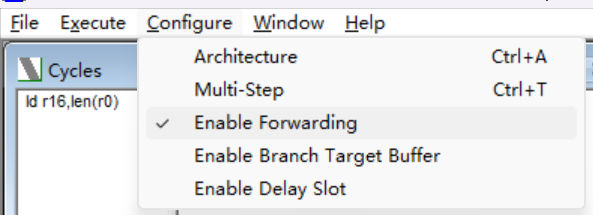 File Execute Configure Window Help
Cycles
ld r16,len(r0)
Architecture Ctrl+A
Multi-Step Ctrl+T
Enable Forwarding
Enable Branch Target Buffer
Enable Delay Slot